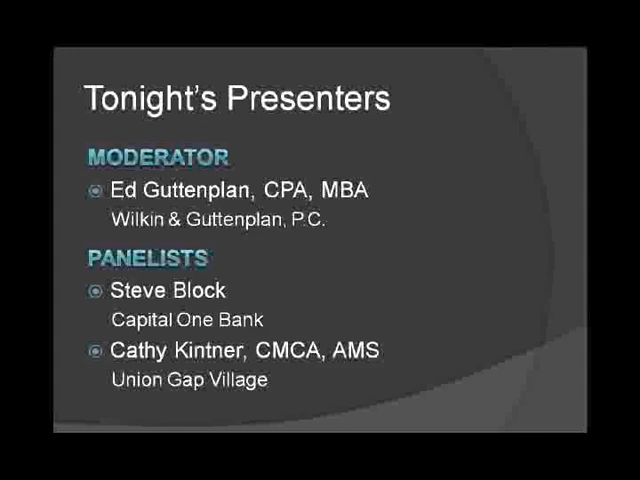 Tonight's Presenters
MODERATOR
Ed Guttenplan, CPA, MBA
Wilkin & Guttenplan, P.C.
PANELISTS
Steve Block
Capital One Bank
Cathy Kintner, CMCA, AMS
Union Gap Village